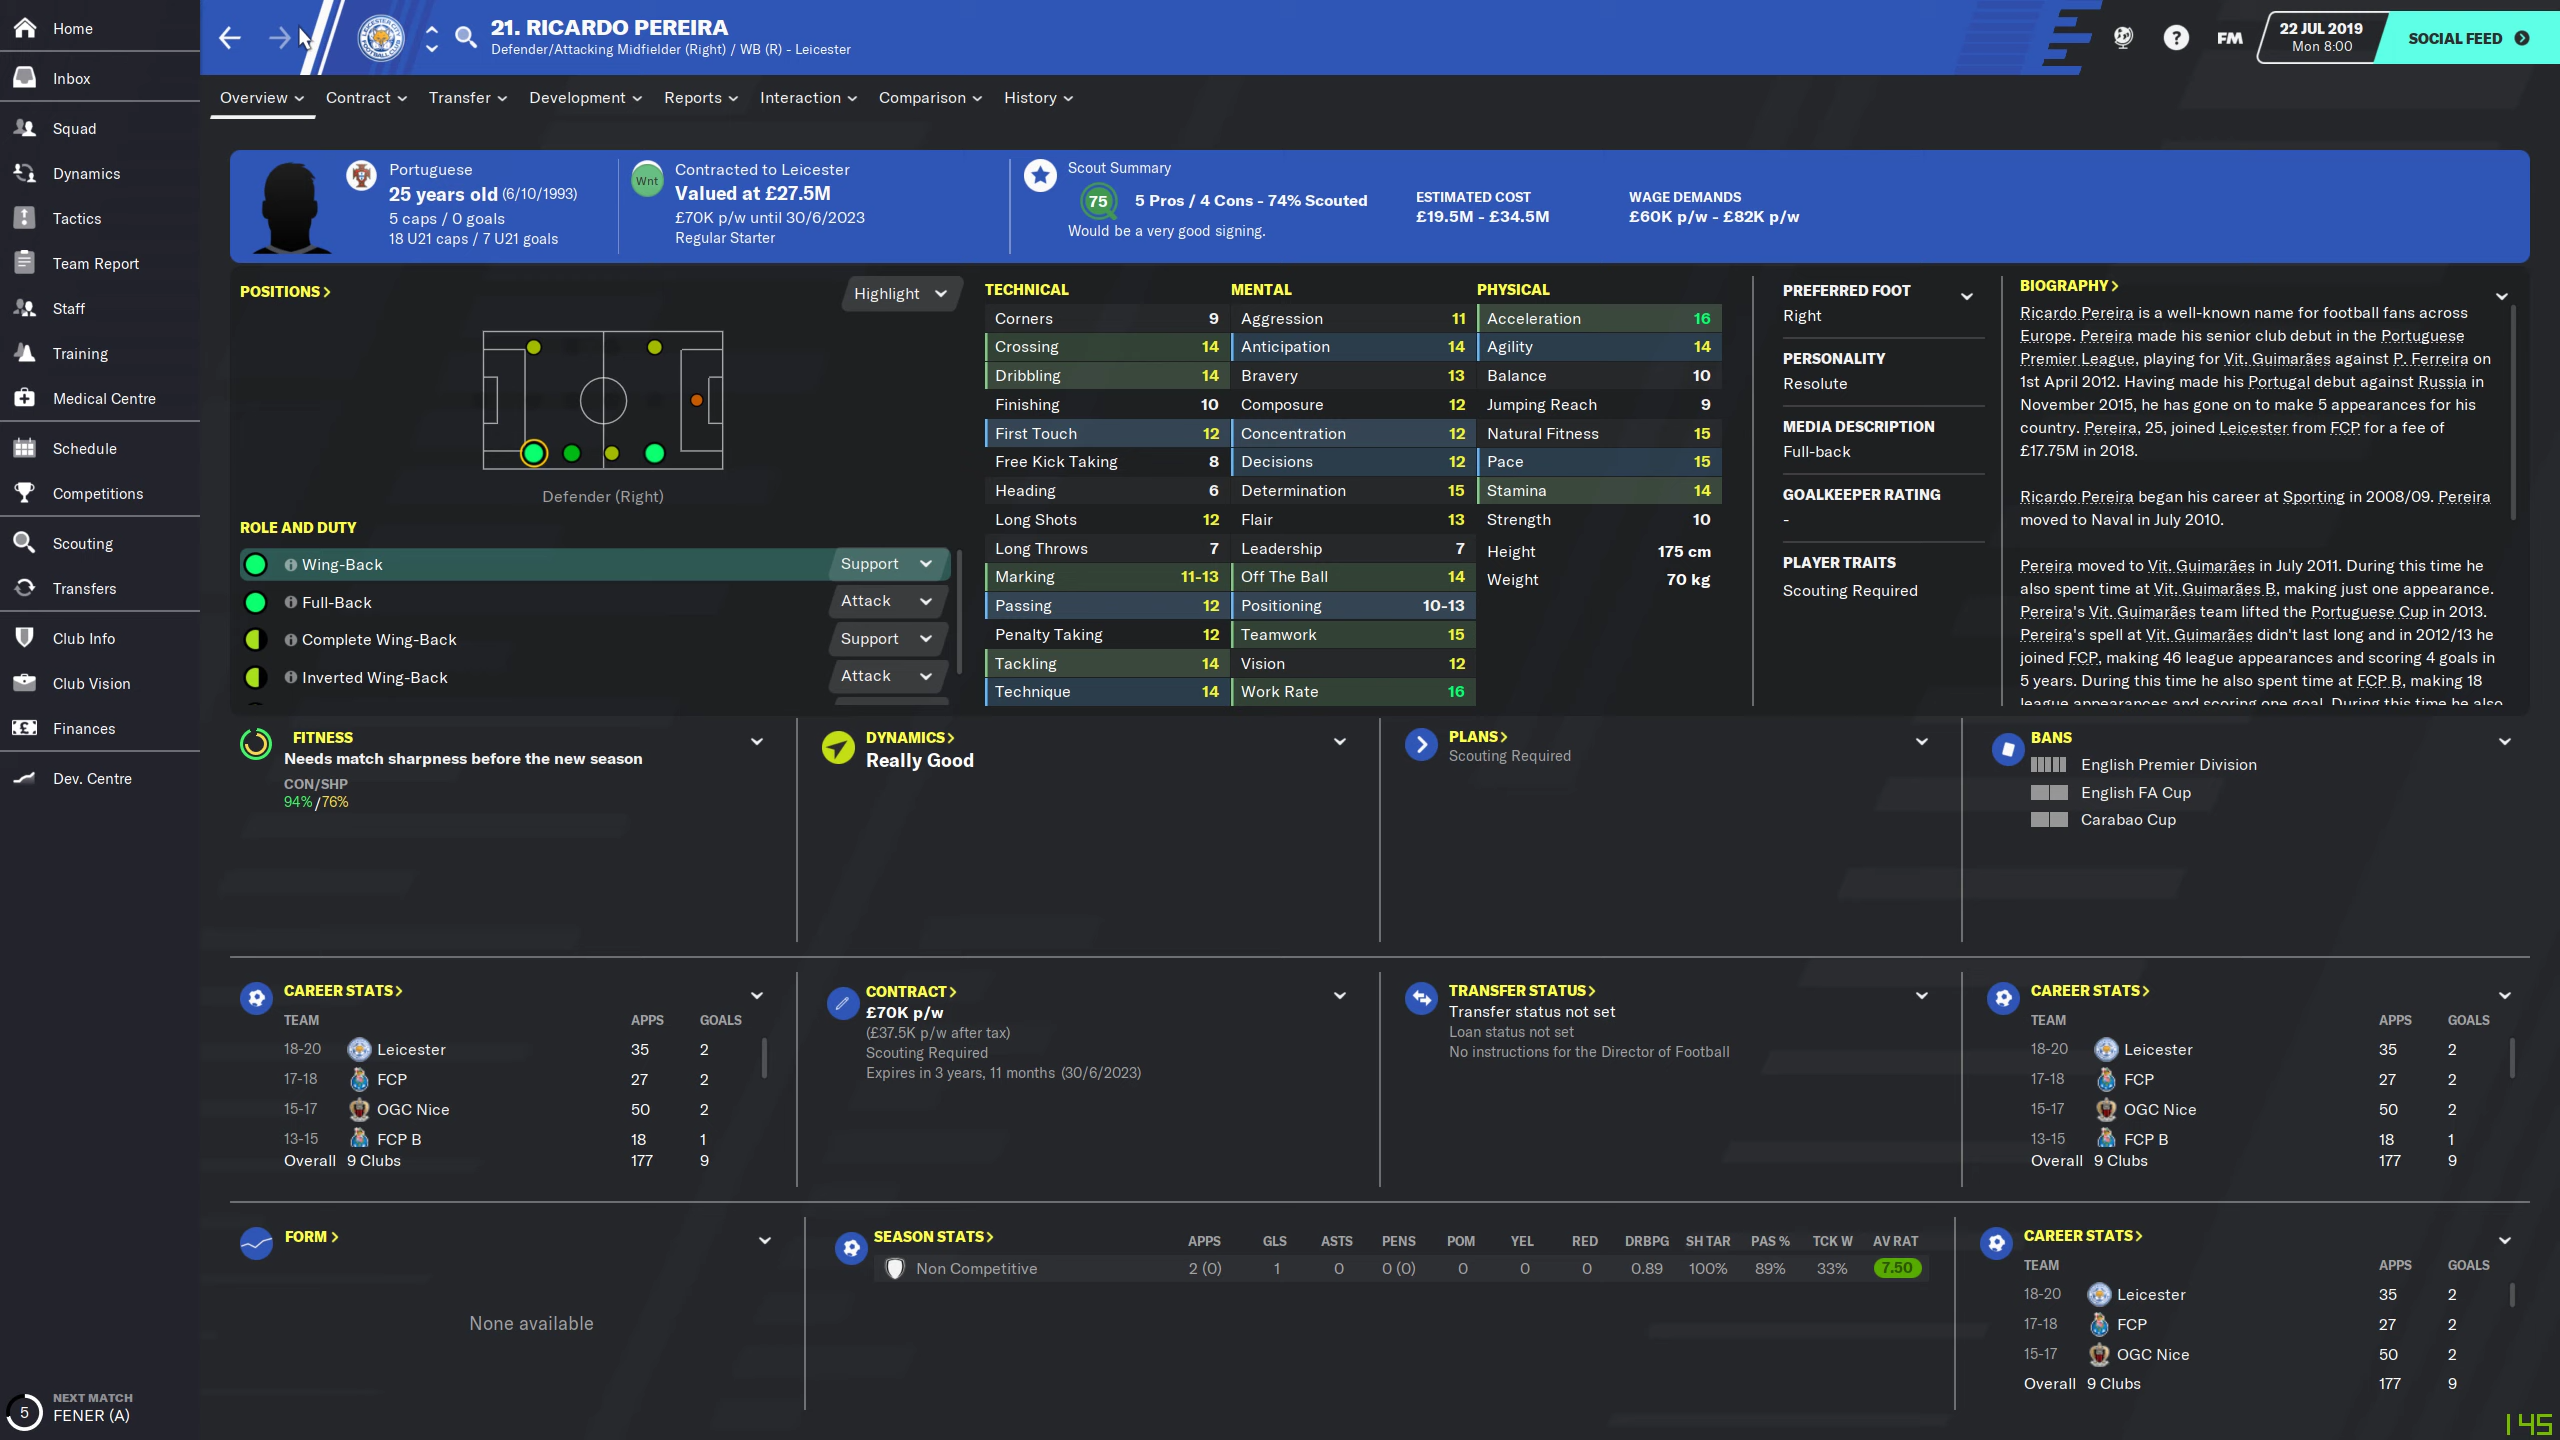 Home
Inbox
Squad
Dynamics
Tactics
Team Report
Staff
Training
Medical Centre
Schedule
Competitions
Scouting
Transfers
Club Info
Club Vision
Finances
Dev. Centre
5
NEXT MATCH
FENER (A)
21. RICARDO PEREIRA
Defender/Attacking Midfielder (Right) / WB (R) - Leicester
FM
22 JUL 2019
Mon 8:00
SOCIAL FEED
Overview
Contract
Transfer
Development
Reports
Interaction
Comparison
History
Portuguese
25 years old (6/10/1993)
5 caps / 0 goals
18 U21 caps / 7 U21 goals
Wnt
Contracted to Leicester
Valued at £27.5M
£70K p/w until 30/6/2023
Regular Starter
Scout Summary
75
5 Pros / 4 Cons - 74% Scouted
Would be a very good signing.
ESTIMATED COST
£19.5M - £34.5M
WAGE DEMANDS
£60K p/w - £82K p/w
POSITIONS
Highlight
Defender (Right)
ROLE AND DUTY
Wing-Back Support
Full-Back Attack
Complete Wing-Back Support
Inverted Wing-Back Attack
TECHNICAL
Corners 9
Crossing 14
Dribbling 14
Finishing 10
First Touch 12
Free Kick Taking 8
Heading 6
Long Shots 12
Long Throws 7
Marking 11-13
Passing 12
Penalty Taking 12
Tackling 14
Technique 14
MENTAL
Aggression 11
Anticipation 14
Bravery 13
Composure 12
Concentration 12
Decisions 12
Determination 15
Flair 13
Leadership 7
Off The Ball 14
Positioning 10-13
Teamwork 15
Vision 12
Work Rate 16
PHYSICAL
Acceleration 16
Agility 14
Balance 10
Jumping Reach 9
Natural Fitness 15
Pace 15
Stamina 14
Strength 10
Height 175 cm
Weight 70 kg
PREFERRED FOOT
Right
PERSONALITY
Resolute
MEDIA DESCRIPTION
Full-back
GOALKEEPER RATING
-
PLAYER TRAITS
Scouting Required
BIOGRAPHY
Ricardo Pereira is a well-known name for football fans across
Europe. Pereira made his senior club debut in the Portuguese
Premier League, playing for Vit. Guimarães against P. Ferreira on
1st April 2012. Having made his Portugal debut against Russia in
November 2015, he has gone on to make 5 appearances for his
country. Pereira, 25, joined Leicester from FCP for a fee of
£17.75M in 2018.
Ricardo Pereira began his career at Sporting in 2008/09. Pereira
moved to Naval in July 2010.
Pereira moved to Vit. Guimarães in July 2011. During this time he
also spent time at Vit. Guimarães B, making just one appearance.
Pereira's Vit. Guimarães team lifted the Portuguese Cup in 2013.
Pereira's spell at Vit. Guimarães didn't last long and in 2012/13 he
joined FCP, making 46 league appearances and scoring 4 goals in
5 years. During this time he also spent time at FCP B, making 18
league appearances and scoring one goal. During this time he also
FITNESS
Needs match sharpness before the new season
CON/SHP
94% / 76%
DYNAMICS
Really Good
PLANS
Scouting Required
BANS
English Premier Division
English FA Cup
Carabao Cup
CAREER STATS
TEAM APPS GOALS
18-20 Leicester 35 2
17-18 FCP 27 2
15-17 OGC Nice 50 2
13-15 FCP B 18 1
Overall 9 Clubs 177 9
CONTRACT
£70K p/w
(£37.5K p/w after tax)
Scouting Required
Expires in 3 years, 11 months (30/6/2023)
TRANSFER STATUS
Transfer status not set
Loan status not set
No instructions for the Director of Football
CAREER STATS
TEAM APPS GOALS
18-20 Leicester 35 2
17-18 FCP 27 2
15-17 OGC Nice 50 2
13-15 FCP B 18 1
Overall 9 Clubs 177 9
FORM
None available
SEASON STATS APPS GLS ASTS PENS POM YEL RED DRBPG SH TAR PAS % TCK W AV RAT
Non Competitive 2 (0) 1 0 0 (0) 0 0 0 0.89 100% 89% 33% 7.50
CAREER STATS
TEAM APPS GOALS
18-20 Leicester 35 2
17-18 FCP 27 2
15-17 OGC Nice 50 2
Overall 9 Clubs 177 9
145